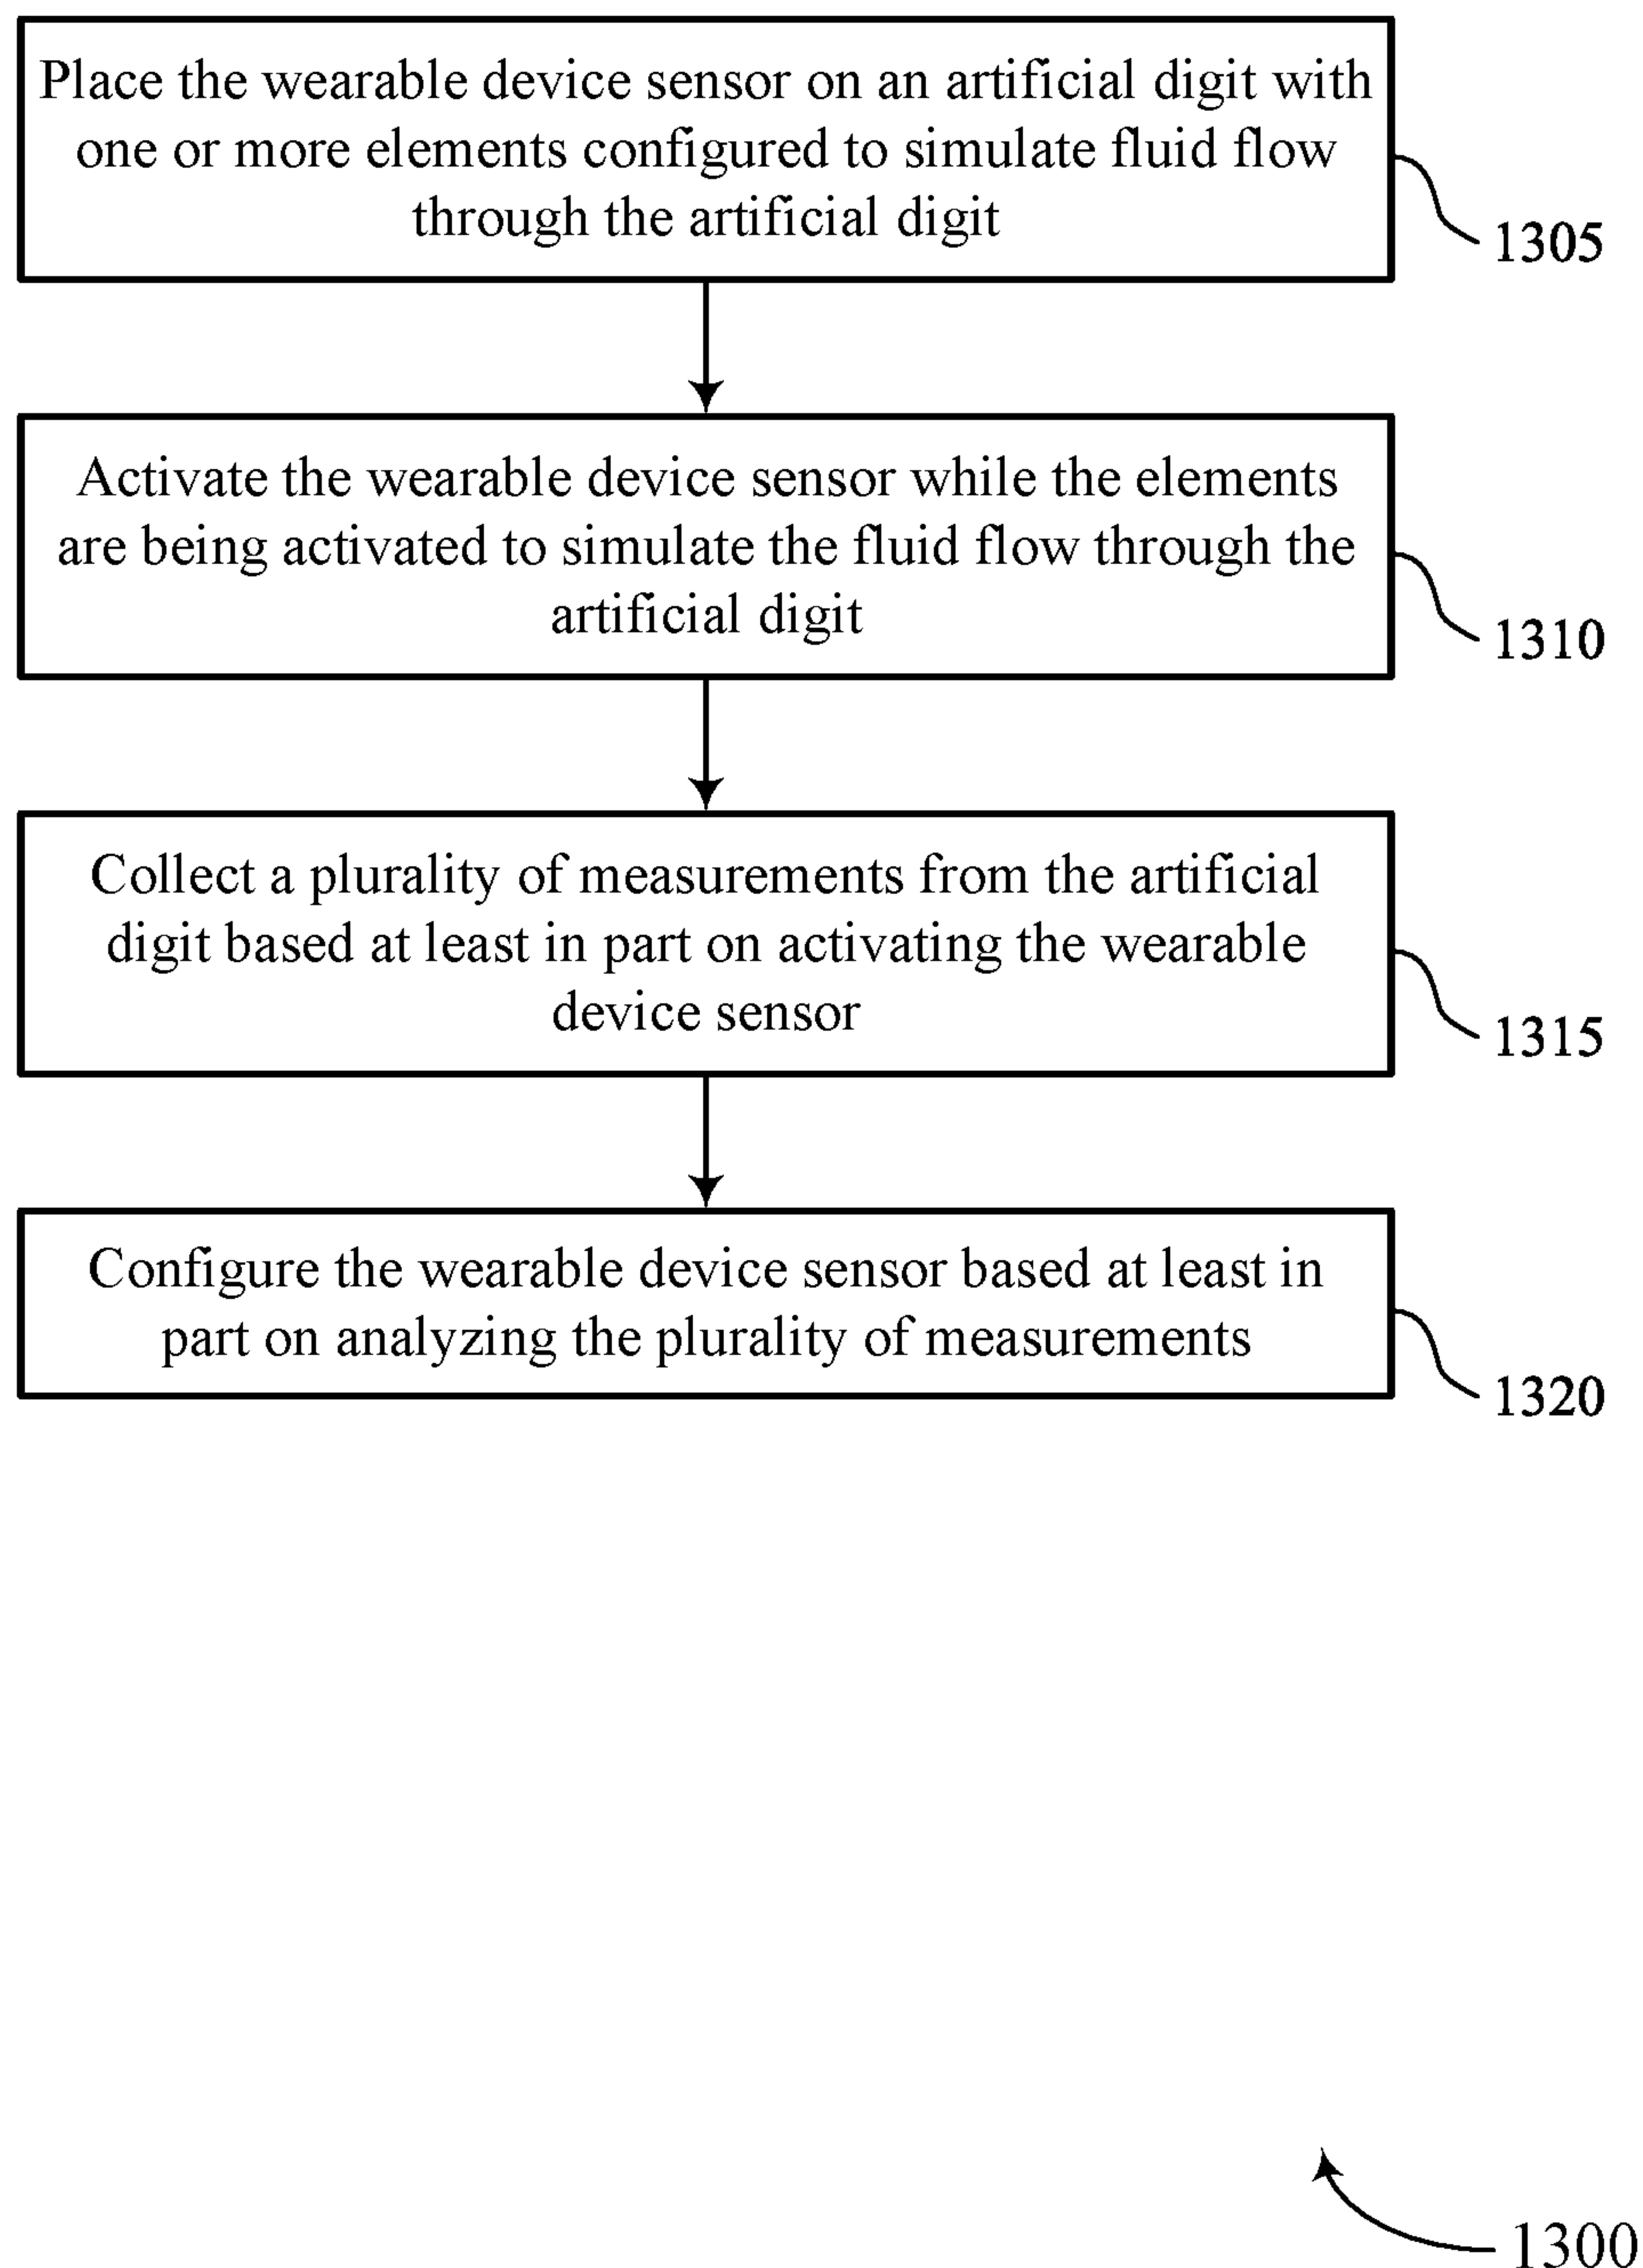 Place the wearable device sensor on an artificial digit with
one or more elements configured to simulate fluid flow
through the artificial digit
1305
Activate the wearable device sensor while the elements
are being activated to simulate the fluid flow through the
artificial digit
1310
Collect a plurality of measurements from the artificial
digit based at least in part on activating the wearable
device sensor
1315
Configure the wearable device sensor based at least in
part on analyzing the plurality of measurements
1320
1300